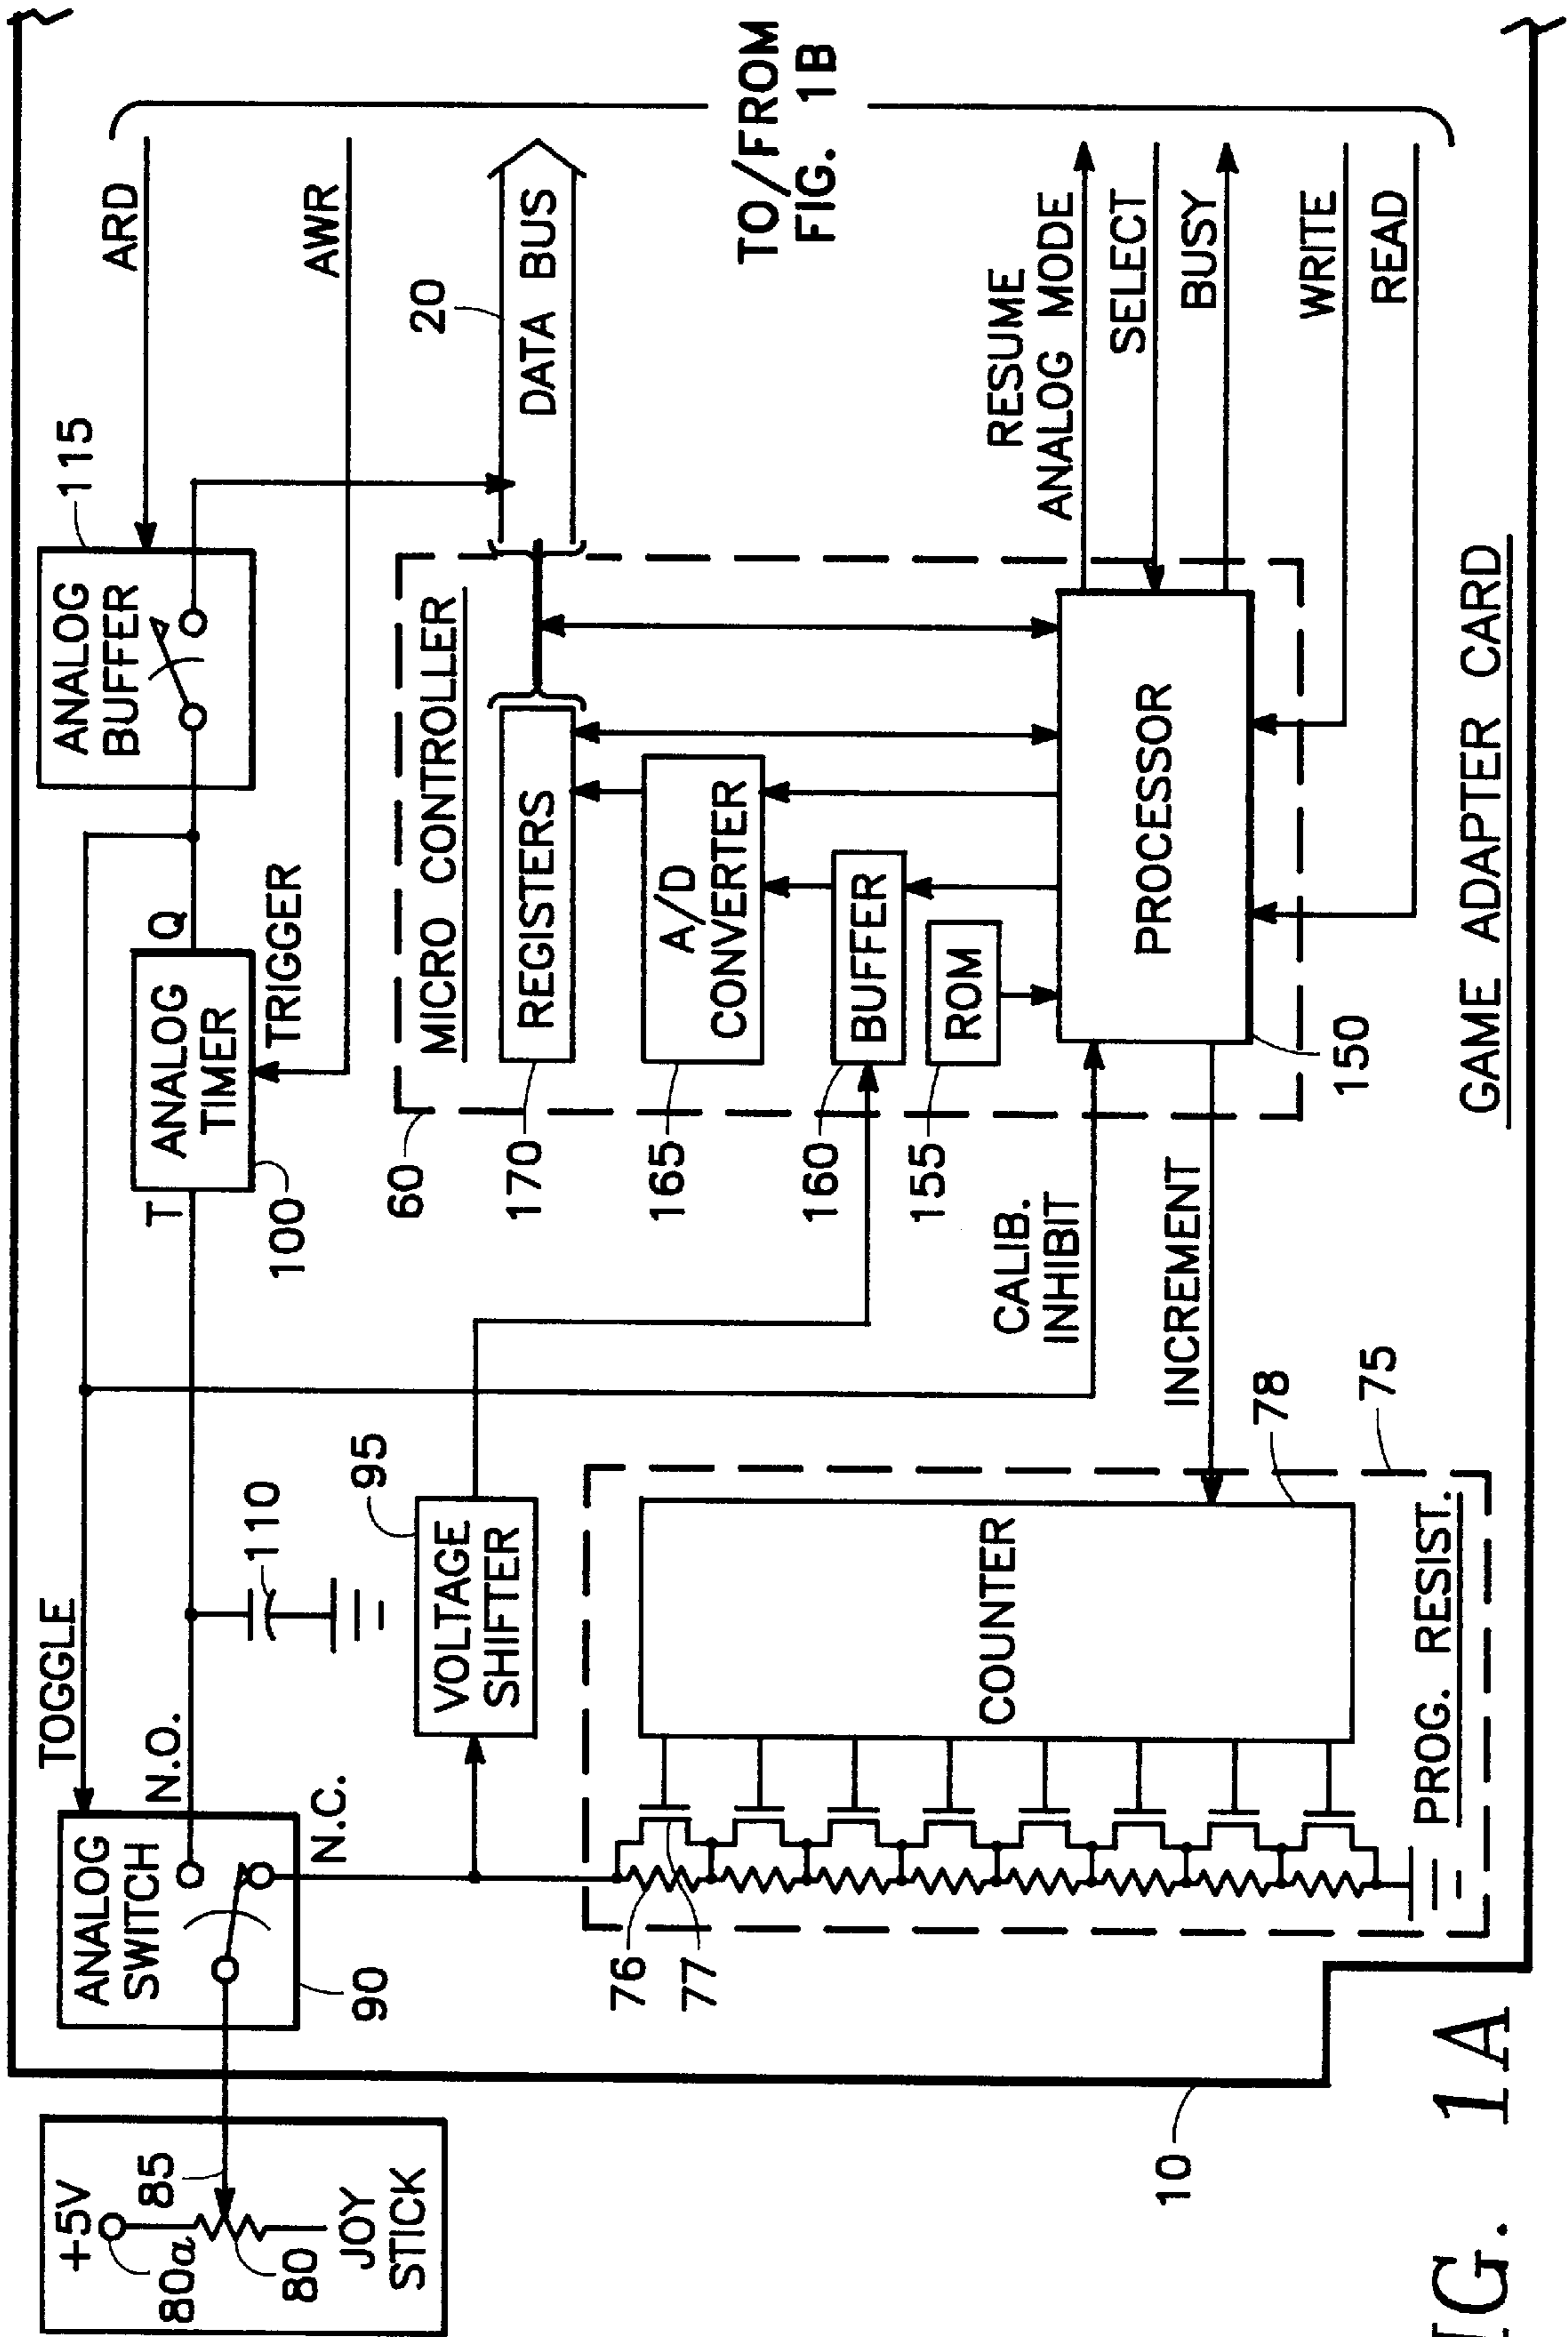 +5V
80a
85
80
JOY
STICK
ANALOG
SWITCH
90
TOGGLE
N.O.
N.C.
110
VOLTAGE
SHIFTER
95
T
ANALOG
TIMER
100
Q
TRIGGER
ANALOG
BUFFER
115
ARD
AWR
20
DATA BUS
TO/FROM
FIG. 1B
60
MICRO CONTROLLER
170
REGISTERS
165
A/D
CONVERTER
160
BUFFER
155
ROM
PROCESSOR
150
CALIB.
INHIBIT
INCREMENT
RESUME
ANALOG MODE
SELECT
BUSY
WRITE
READ
76
77
COUNTER
78
75
PROG. RESIST.
10
GAME ADAPTER CARD
IG. 1A